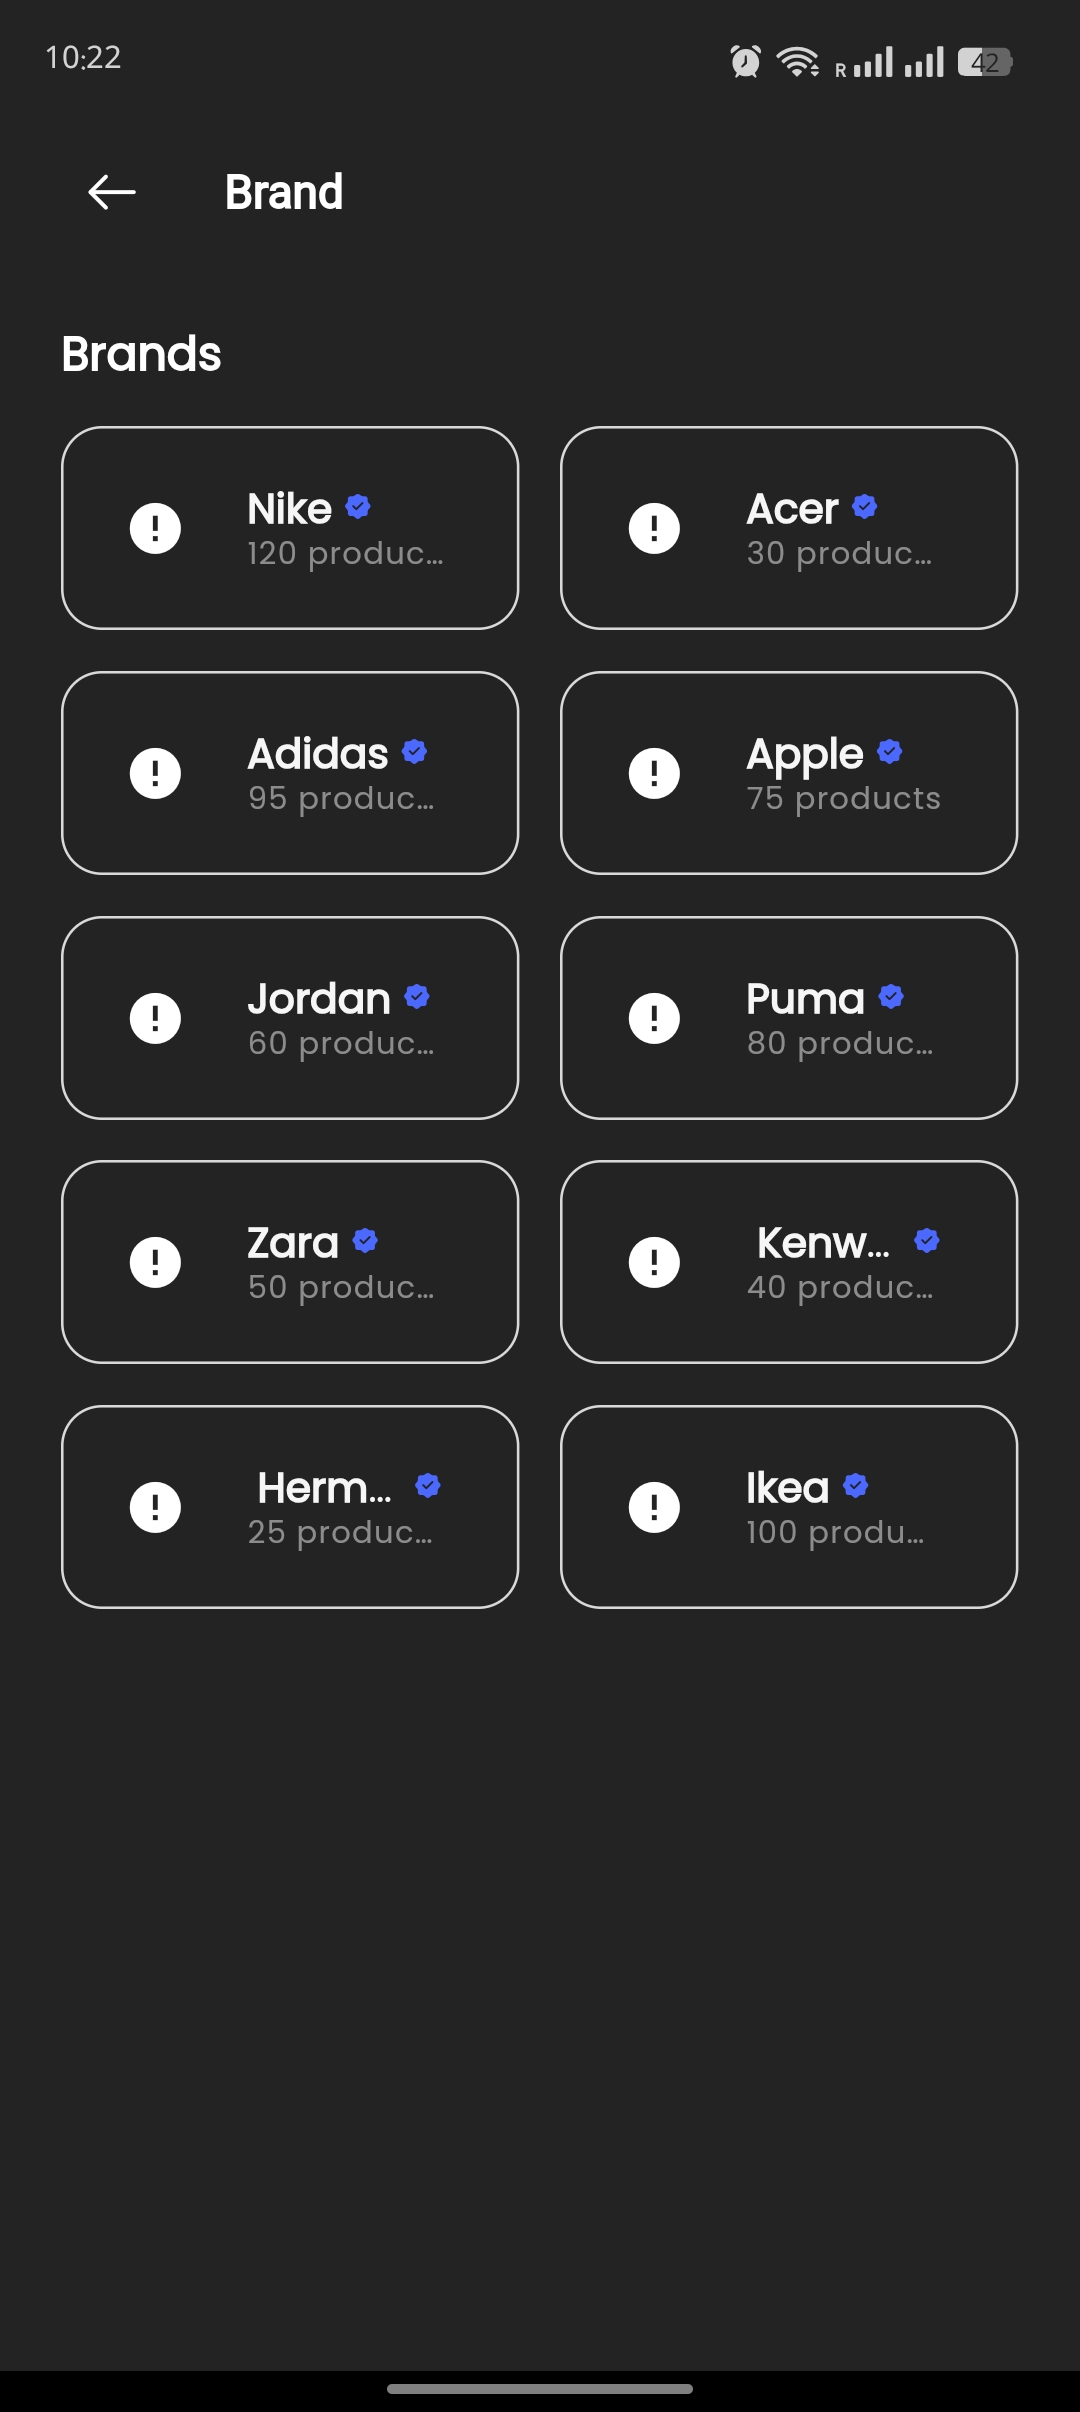 10:22
R
42
Brand
Brands
Nike
120 produc...
Acer
30 produc...
Adidas
95 produc...
Apple
75 products
Jordan
60 produc...
Puma
80 produc...
Zara
50 produc...
Kenw...
40 produc...
Herm...
25 produc...
Ikea
100 produ...